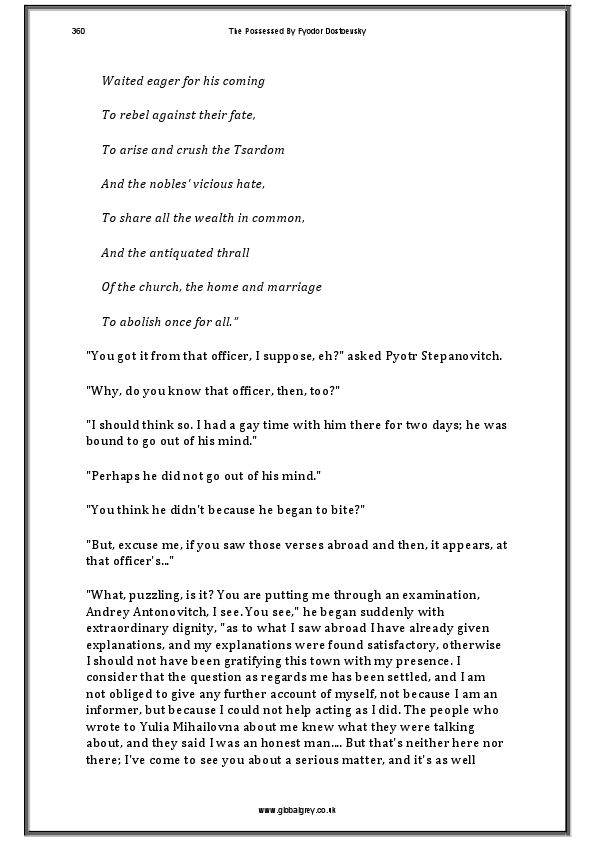 360 The Possessed By Fyodor Dostoevsky
Waited eager for his coming
To rebel against their fate,
To arise and crush the Tsardom
And the nobles' vicious hate,
To share all the wealth in common,
And the antiquated thrall
Of the church, the home and marriage
To abolish once for all."
"You got it from that officer, I suppose, eh?" asked Pyotr Stepanovitch.
"Why, do you know that officer, then, too?"
"I should think so. I had a gay time with him there for two days; he was
bound to go out of his mind."
"Perhaps he did not go out of his mind."
"You think he didn't because he began to bite?"
"But, excuse me, if you saw those verses abroad and then, it appears, at
that officer's..."
"What, puzzling, is it? You are putting me through an examination,
Andrey Antonovitch, I see. You see," he began suddenly with
extraordinary dignity, "as to what I saw abroad I have already given
explanations, and my explanations were found satisfactory, otherwise
I should not have been gratifying this town with my presence. I
consider that the question as regards me has been settled, and I am
not obliged to give any further account of myself, not because I am an
informer, but because I could not help acting as I did. The people who
wrote to Yulia Mihailovna about me knew what they were talking
about, and they said I was an honest man.... But that's neither here nor
there; I've come to see you about a serious matter, and it's as well
www.globalgrey.co.uk